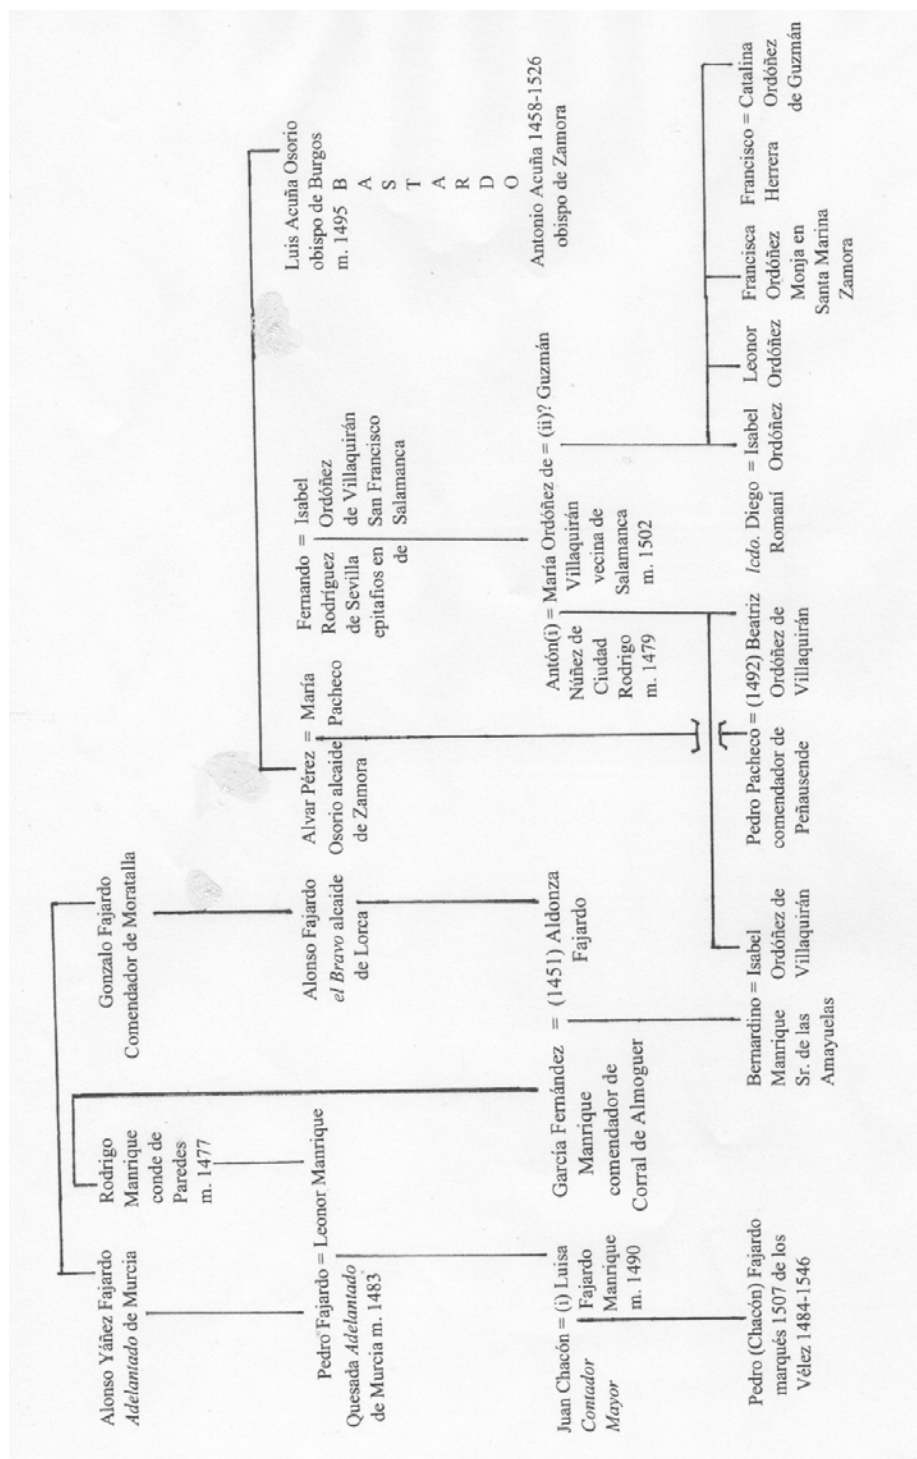 Alonso Yáñez Fajardo
Adelantado de Murcia
Rodrigo
Manrique
conde de
Paredes
m. 1477
Gonzalo Fajardo
Comendador de Moratalla
Pedro Fajardo = Leonor Manrique
Quesada Adelantado
de Murcia m. 1483
Alonso Fajardo
el Bravo alcaide
de Lorca
Alvar Pérez = María
Osorio alcaide Pacheco
de Zamora
Fernando = Isabel
Rodríguez Ordóñez
de Sevilla de Villaquirán
epitafios en San Francisco
de Salamanca
Luis Acuña Osorio
obispo de Burgos
m. 1495 B
A
S
T
A
R
D
O
Juan Chacón = (i) Luisa
Contador Fajardo
Mayor Manrique
m. 1490
García Fernández = (1451) Aldonza
Manrique Fajardo
comendador de
Corral de Almoguer
Antón(i) = María Ordóñez de = (ii)? Guzmán
Núñez de Villaquirán
Ciudad vecina de
Rodrigo Salamanca
m. 1479 m. 1502
Antonio Acuña 1458-1526
obispo de Zamora
Pedro (Chacón) Fajardo
marqués 1507 de los
Vélez 1484-1546
Bernardino = Isabel
Manrique Ordóñez de
Sr. de las Villaquirán
Amayuelas
Pedro Pacheco = (1492) Beatriz
comendador de Ordóñez de
Peñausende Villaquirán
lcdo. Diego = Isabel
Romaní Ordóñez
Leonor
Ordóñez
Francisca
Ordóñez
Monja en
Santa Marina
Zamora
Francisco = Catalina
Herrera Ordóñez
de Guzmán